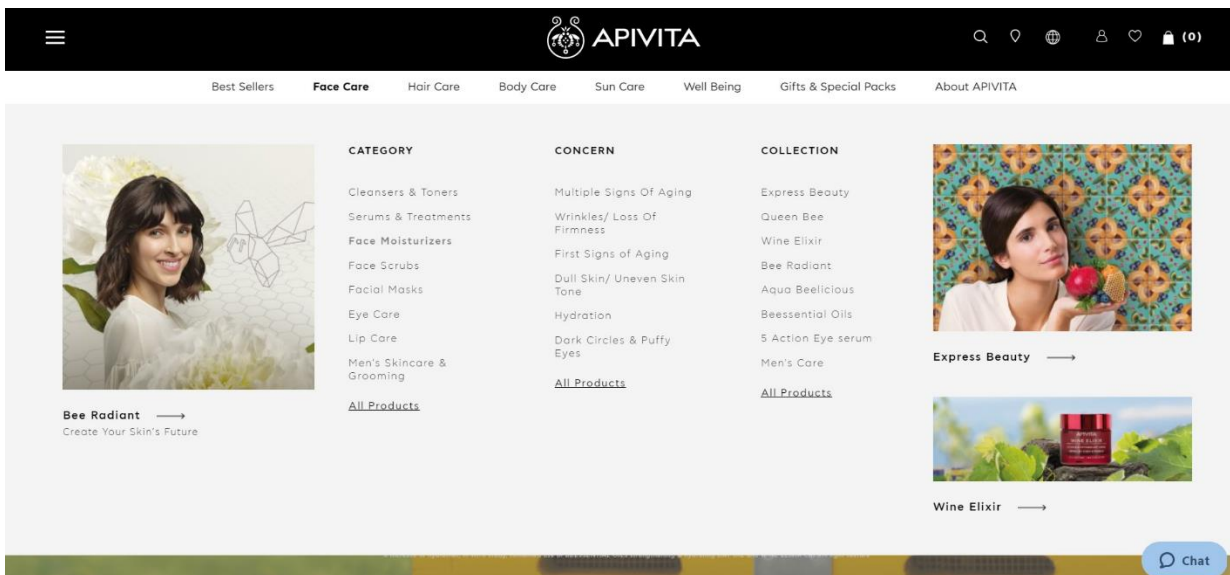 APIVITA
(0)
Best Sellers
Face Care
Hair Care
Body Care
Sun Care
Well Being
Gifts & Special Packs
About APIVITA
Bee Radiant
Create Your Skin's Future
CATEGORY
Cleansers & Toners
Serums & Treatments
Face Moisturizers
Face Scrubs
Facial Masks
Eye Care
Lip Care
Men's Skincare &
Grooming
All Products
CONCERN
Multiple Signs Of Aging
Wrinkles/ Loss Of
Firmness
First Signs of Aging
Dull Skin/ Uneven Skin
Tone
Hydration
Dark Circles & Puffy
Eyes
All Products
COLLECTION
Express Beauty
Queen Bee
Wine Elixir
Bee Radiant
Aqua Beelicious
Beessential Oils
5 Action Eye serum
Men's Care
All Products
Express Beauty
APIVITA
WINE ELIXIR
Wine Elixir
Chat